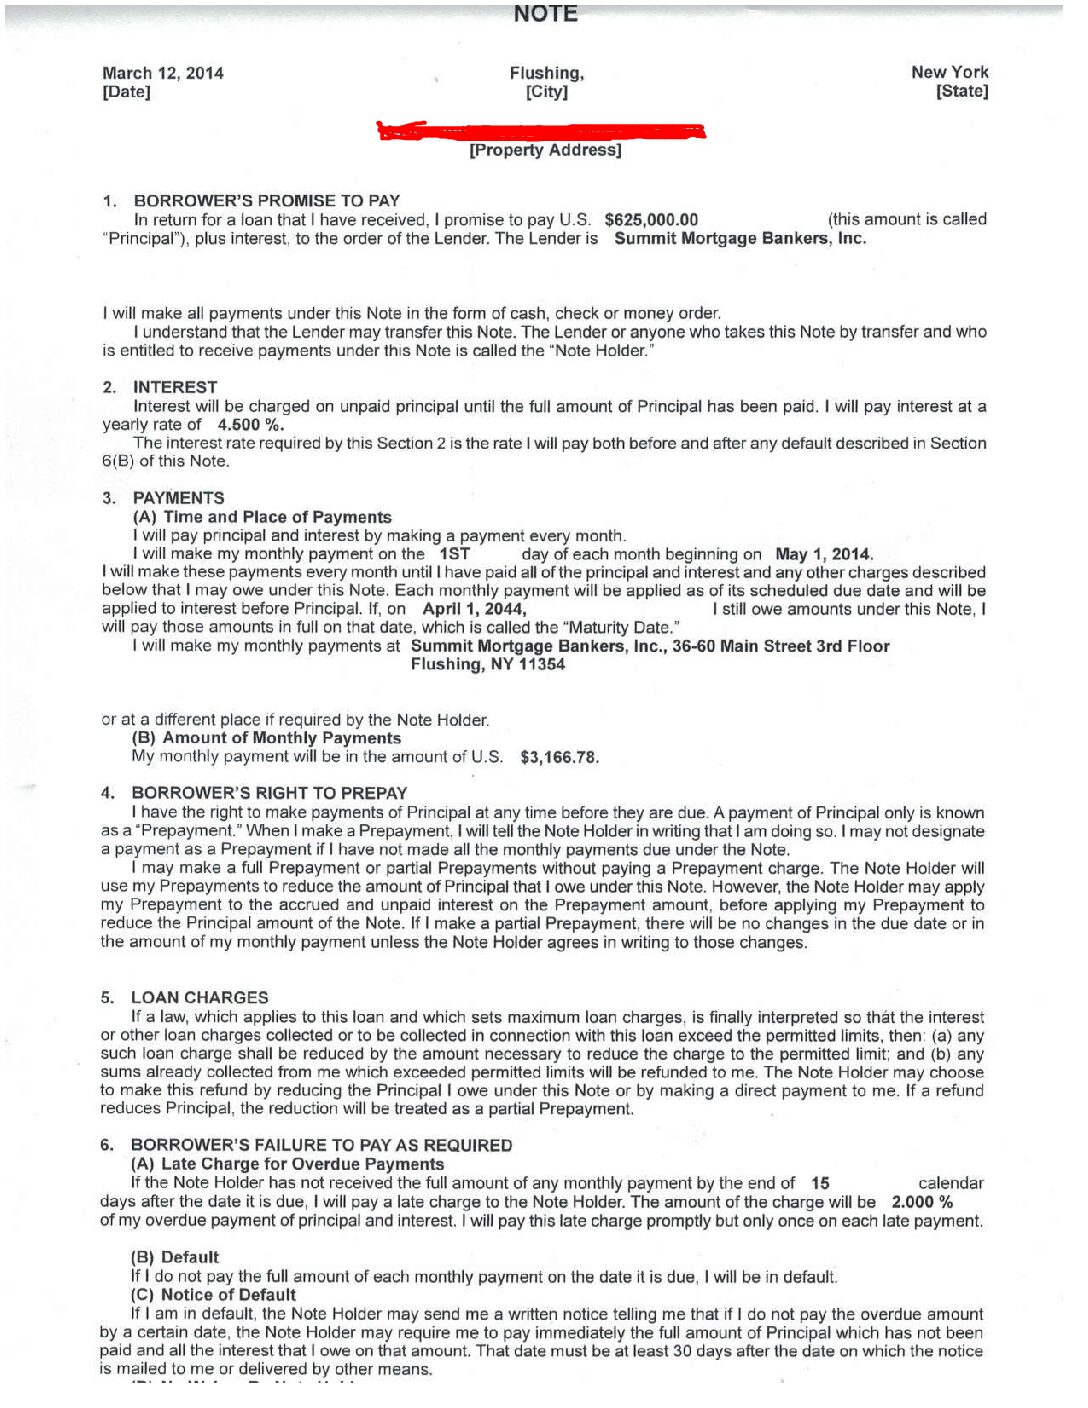 NOTE
March 12, 2014 Flushing, New York
[Date] [City] [State]
[Property Address]
1. BORROWER'S PROMISE TO PAY
In return for a loan that I have received, I promise to pay U.S. $625,000.00 (this amount is called
"Principal"), plus interest, to the order of the Lender. The Lender is Summit Mortgage Bankers, Inc.
I will make all payments under this Note in the form of cash, check or money order.
I understand that the Lender may transfer this Note. The Lender or anyone who takes this Note by transfer and who
is entitled to receive payments under this Note is called the "Note Holder."
2. INTEREST
Interest will be charged on unpaid principal until the full amount of Principal has been paid. I will pay interest at a
yearly rate of 4.500 %.
The interest rate required by this Section 2 is the rate I will pay both before and after any default described in Section
6(B) of this Note.
3. PAYMENTS
(A) Time and Place of Payments
I will pay principal and interest by making a payment every month.
I will make my monthly payment on the 1ST day of each month beginning on May 1, 2014.
I will make these payments every month until I have paid all of the principal and interest and any other charges described
below that I may owe under this Note. Each monthly payment will be applied as of its scheduled due date and will be
applied to interest before Principal. If, on April 1, 2044, I still owe amounts under this Note, I
will pay those amounts in full on that date, which is called the "Maturity Date."
I will make my monthly payments at Summit Mortgage Bankers, Inc., 36-60 Main Street 3rd Floor
Flushing, NY 11354
or at a different place if required by the Note Holder.
(B) Amount of Monthly Payments
My monthly payment will be in the amount of U.S. $3,166.78.
4. BORROWER'S RIGHT TO PREPAY
I have the right to make payments of Principal at any time before they are due. A payment of Principal only is known
as a "Prepayment." When I make a Prepayment, I will tell the Note Holder in writing that I am doing so. I may not designate
a payment as a Prepayment if I have not made all the monthly payments due under the Note.
I may make a full Prepayment or partial Prepayments without paying a Prepayment charge. The Note Holder will
use my Prepayments to reduce the amount of Principal that I owe under this Note. However, the Note Holder may apply
my Prepayment to the accrued and unpaid interest on the Prepayment amount, before applying my Prepayment to
reduce the Principal amount of the Note. If I make a partial Prepayment, there will be no changes in the due date or in
the amount of my monthly payment unless the Note Holder agrees in writing to those changes.
5. LOAN CHARGES
If a law, which applies to this loan and which sets maximum loan charges, is finally interpreted so that the interest
or other loan charges collected or to be collected in connection with this loan exceed the permitted limits, then: (a) any
such loan charge shall be reduced by the amount necessary to reduce the charge to the permitted limit; and (b) any
sums already collected from me which exceeded permitted limits will be refunded to me. The Note Holder may choose
to make this refund by reducing the Principal I owe under this Note or by making a direct payment to me. If a refund
reduces Principal, the reduction will be treated as a partial Prepayment.
6. BORROWER'S FAILURE TO PAY AS REQUIRED
(A) Late Charge for Overdue Payments
If the Note Holder has not received the full amount of any monthly payment by the end of 15 calendar
days after the date it is due, I will pay a late charge to the Note Holder. The amount of the charge will be 2.000 %
of my overdue payment of principal and interest. I will pay this late charge promptly but only once on each late payment.
(B) Default
If I do not pay the full amount of each monthly payment on the date it is due, I will be in default.
(C) Notice of Default
If I am in default, the Note Holder may send me a written notice telling me that if I do not pay the overdue amount
by a certain date, the Note Holder may require me to pay immediately the full amount of Principal which has not been
paid and all the interest that I owe on that amount. That date must be at least 30 days after the date on which the notice
is mailed to me or delivered by other means.